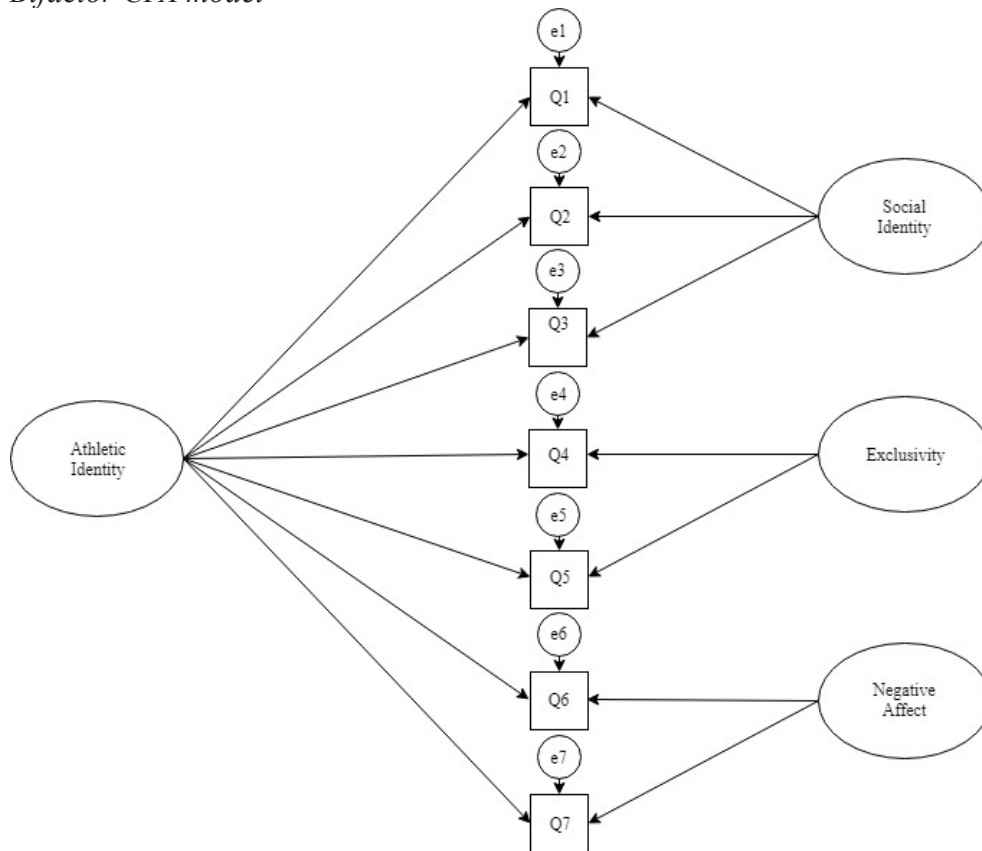 Bifactor CFA model
e1
Q1
e2
Q2
Social
Identity
e3
Q3
e4
Athletic
Identity
Q4
Exclusivity
e5
Q5
e6
Q6
Negative
Affect
e7
Q7